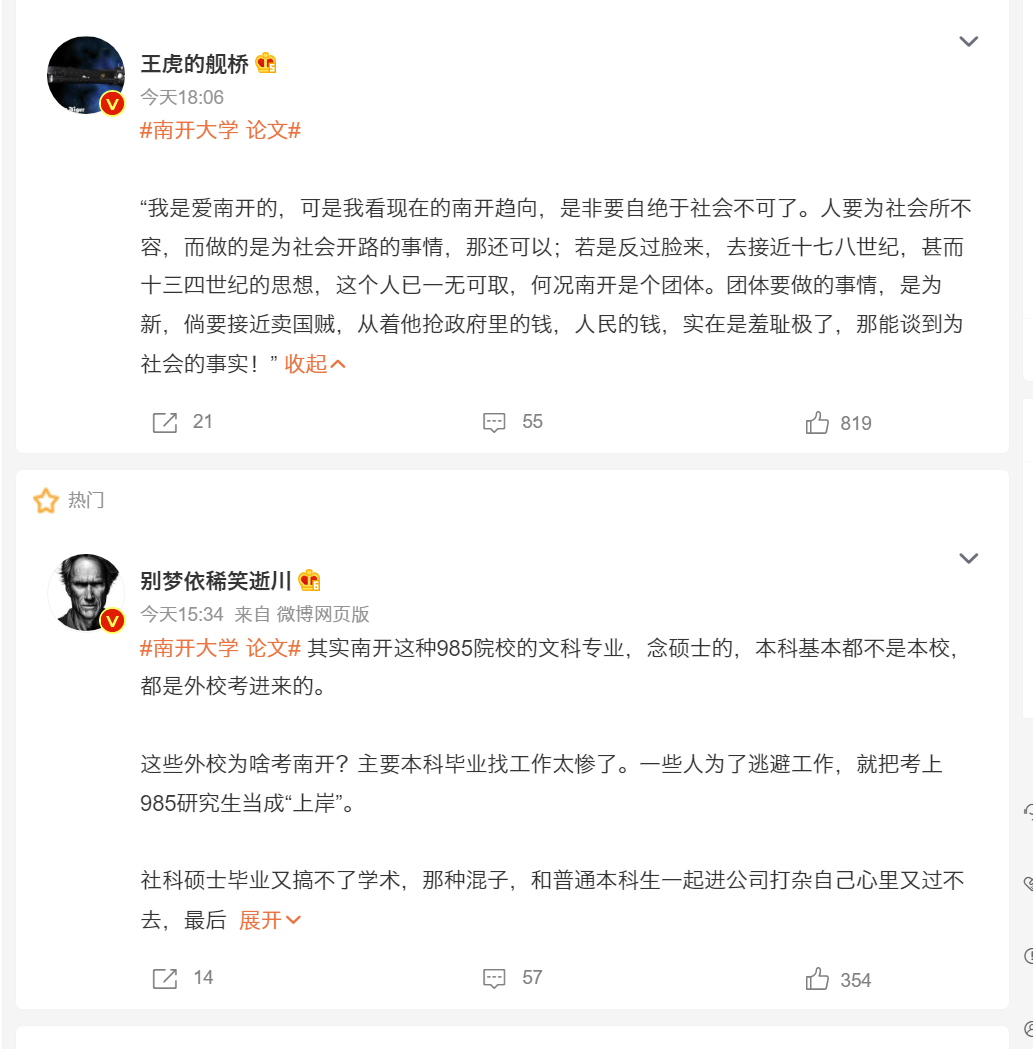 王虎的舰桥
今天18:06
#南开大学 论文#
“我是爱南开的，可是我看现在的南开趋向，是非要自绝于社会不可了。人要为社会所不
容，而做的是为社会开路的事情，那还可以；若是反过脸来，去接近十七八世纪，甚而
十三四世纪的思想，这个人已一无可取，何况南开是个团体。团体要做的事情，是为
新，倘要接近卖国贼，从着他抢政府里的钱，人民的钱，实在是羞耻极了，那能谈到为
社会的事实！” 收起
21 55 819
热门
别梦依稀笑逝川
今天15:34 来自 微博网页版
#南开大学 论文# 其实南开这种985院校的文科专业，念硕士的，本科基本都不是本校，
都是外校考进来的。
这些外校为啥考南开？主要本科毕业找工作太惨了。一些人为了逃避工作，就把考上
985研究生当成“上岸”。
社科硕士毕业又搞不了学术，那种混子，和普通本科生一起进公司打杂自己心里又过不
去，最后 展开
14 57 354